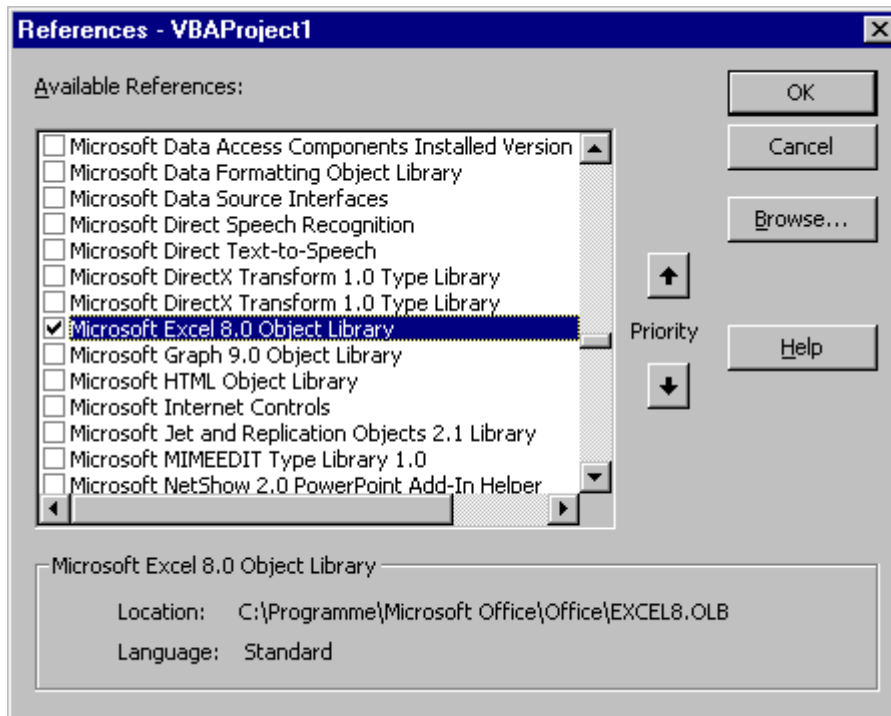 References - VBAProject1
Available References:
OK
Microsoft Data Access Components Installed Version
Cancel
Microsoft Data Formatting Object Library
Microsoft Data Source Interfaces
Microsoft Direct Speech Recognition
Browse...
Microsoft Direct Text-to-Speech
Microsoft DirectX Transform 1.0 Type Library
Microsoft DirectX Transform 1.0 Type Library
Microsoft Excel 8.0 Object Library
Priority
Microsoft Graph 9.0 Object Library
Help
Microsoft HTML Object Library
Microsoft Internet Controls
Microsoft Jet and Replication Objects 2.1 Library
Microsoft MIMEEDIT Type Library 1.0
Microsoft NetShow 2.0 PowerPoint Add-In Helper
Microsoft Excel 8.0 Object Library
Location: C:\Programme\Microsoft Office\Office\EXCEL8.OLB
Language: Standard